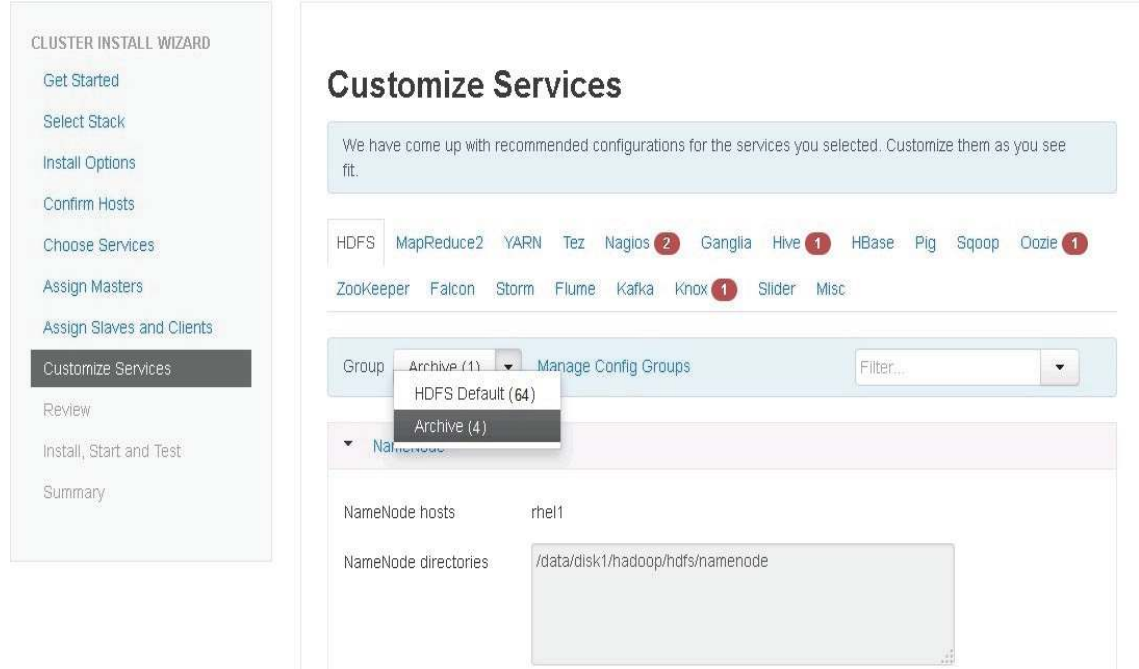 CLUSTER INSTALL WIZARD
Get Started
Select Stack
Install Options
Confirm Hosts
Choose Services
Assign Masters
Assign Slaves and Clients
Customize Services
Review
Install, Start and Test
Summary
Customize Services
We have come up with recommended configurations for the services you selected. Customize them as you see
fit.
HDFS MapReduce2 YARN Tez Nagios 2 Ganglia Hive 1 HBase Pig Sqoop Oozie 1
ZooKeeper Falcon Storm Flume Kafka Knox 1 Slider Misc
Group Archive (1) Manage Config Groups Filter...
HDFS Default (64)
Archive (4)
NameNode
NameNode hosts rhel1
NameNode directories /data/disk1/hadoop/hdfs/namenode